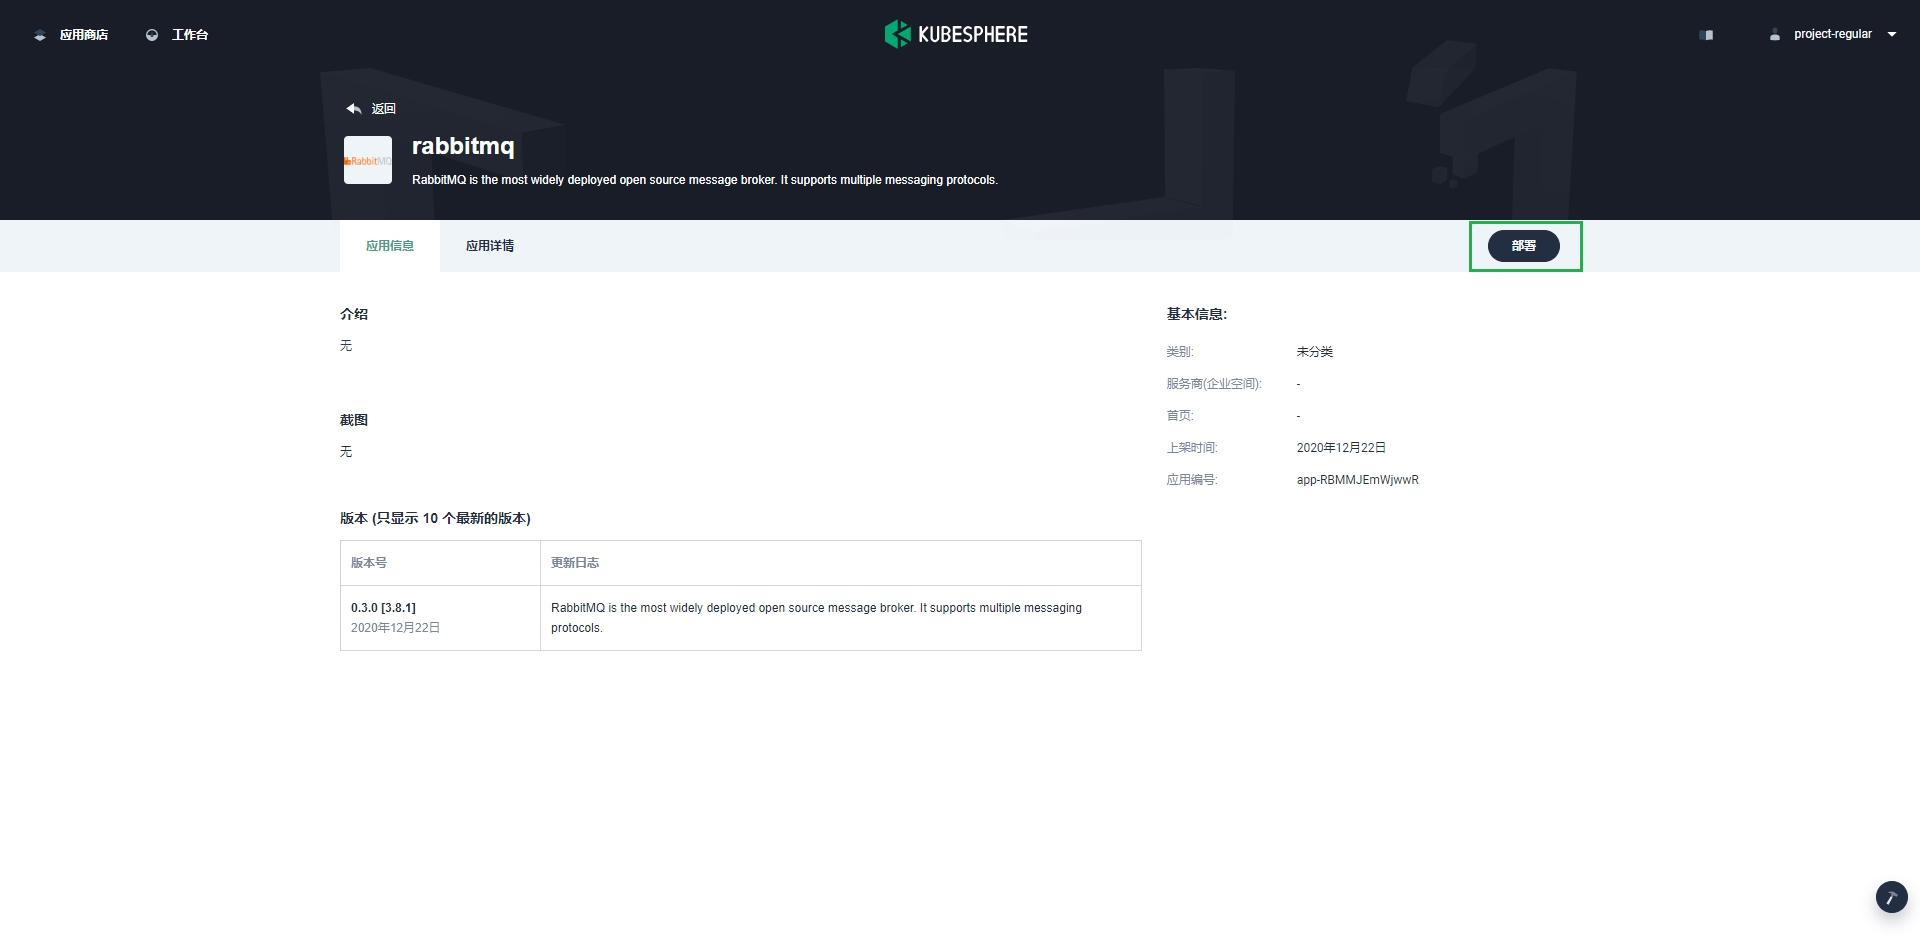 应用商店
工作台
KUBESPHERE
project-regular
返回
RabbitMQ
rabbitmq
RabbitMQ is the most widely deployed open source message broker. It supports multiple messaging protocols.
应用信息
应用详情
部署
介绍
无
截图
无
版本 (只显示 10 个最新的版本)
版本号
更新日志
0.3.0 [3.8.1]
2020年12月22日
RabbitMQ is the most widely deployed open source message broker. It supports multiple messaging
protocols.
基本信息:
类别: 未分类
服务商(企业空间): -
首页: -
上架时间: 2020年12月22日
应用编号: app-RBMMJEmWjwwR